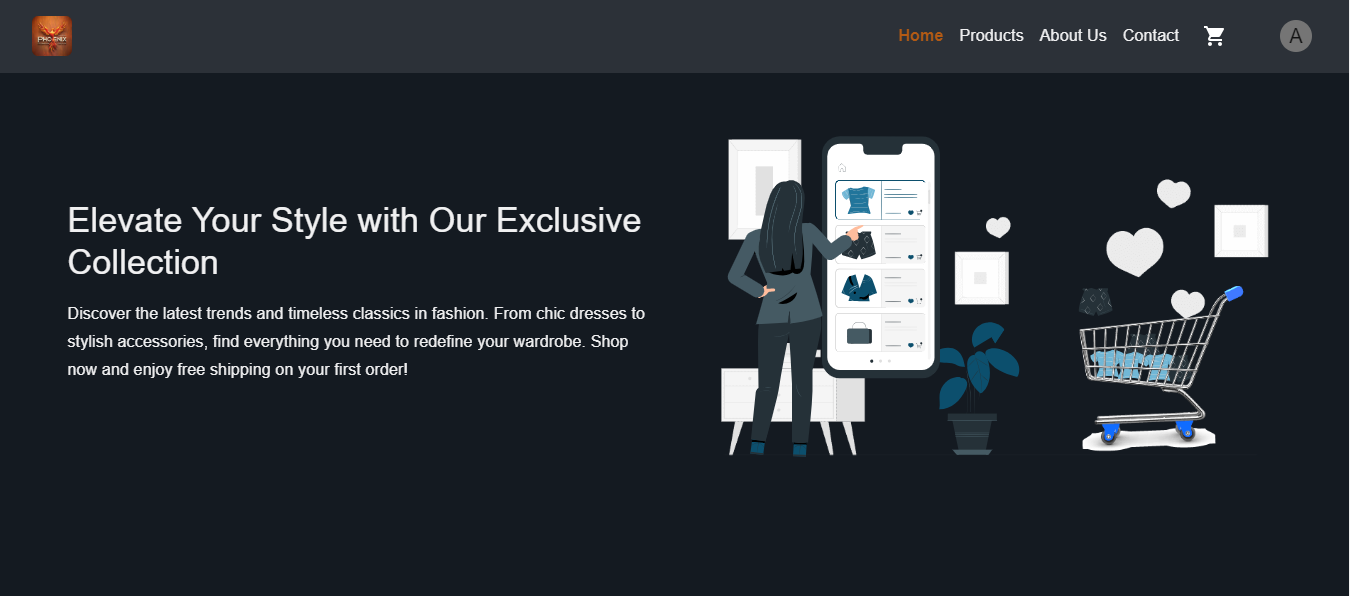 PHOENIX
Home Products About Us Contact A
Elevate Your Style with Our Exclusive
Collection
Discover the latest trends and timeless classics in fashion. From chic dresses to
stylish accessories, find everything you need to redefine your wardrobe. Shop
now and enjoy free shipping on your first order!